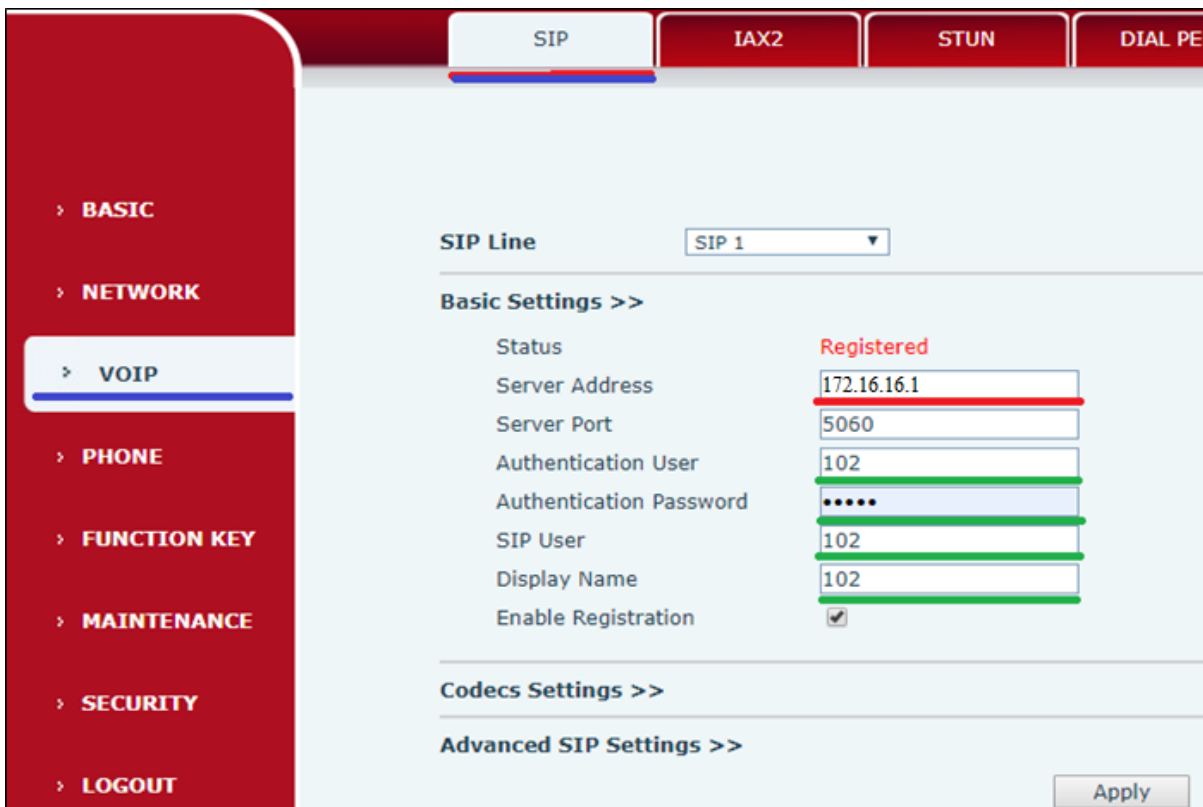 SIP IAX2 STUN DIAL PE
BASIC
NETWORK
VOIP
PHONE
FUNCTION KEY
MAINTENANCE
SECURITY
LOGOUT
SIP Line SIP 1
Basic Settings >>
Status Registered
Server Address 172.16.16.1
Server Port 5060
Authentication User 102
Authentication Password •••••
SIP User 102
Display Name 102
Enable Registration
Codecs Settings >>
Advanced SIP Settings >>
Apply